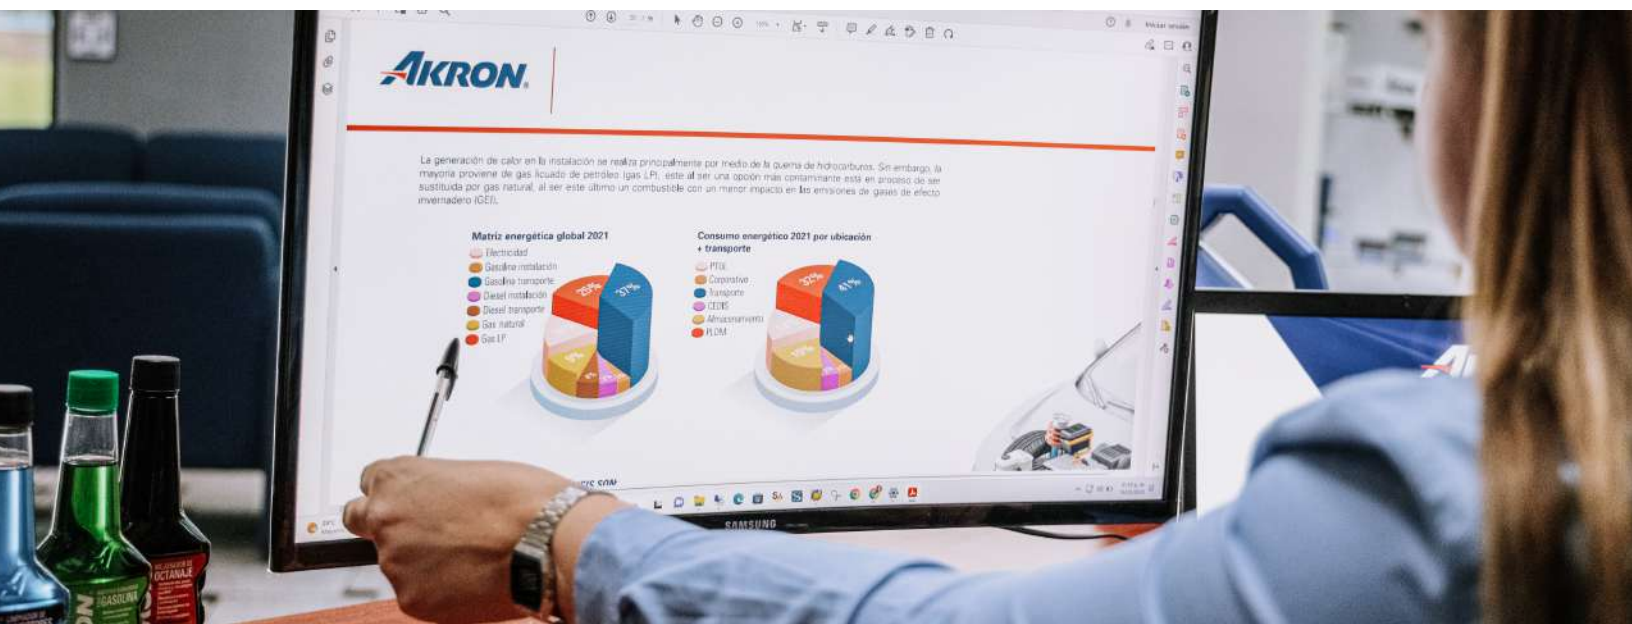 AKRON
La generación de calor en la instalación se realiza principalmente por medio de la quema de hidrocarburos. Sin embargo, la
mayoría proviene de gas licuado de petróleo (gas LP), este al ser una opción más contaminante está en proceso de ser
sustituida por gas natural, al ser este último un combustible con un menor impacto en las emisiones de gases de efecto
invernadero (GEI).
Matriz energética global 2021
Electricidad
Gasolina instalación
Gasolina transporte
Diesel instalación
Diesel transporte
Gas natural
Gas LP
25%
37%
9%
Consumo energético 2021 por ubicación
+ transporte
Corporativo
Transporte
CEDIS
Almacenamiento
PLDM
32%
41%
SAMSUNG
OCTANAJE
GASOLINA